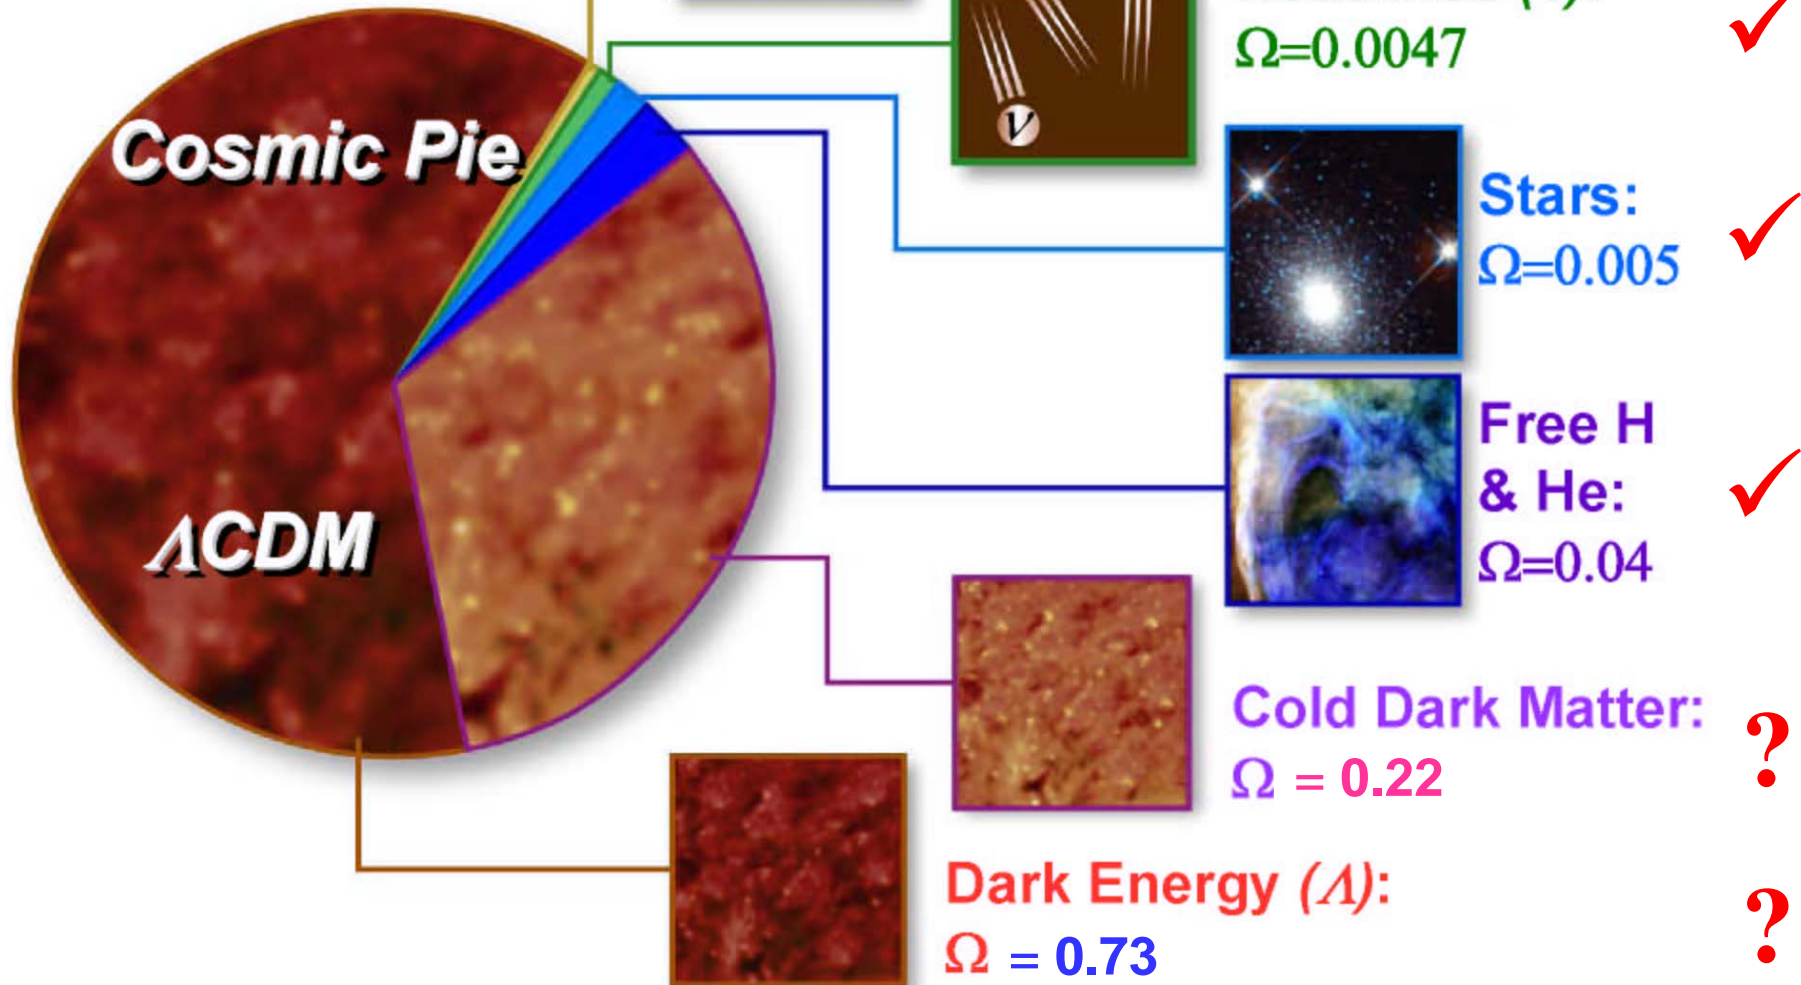 Ω=0.0047
Cosmic Pie
ν
Stars:
Ω=0.005
Free H
& He:
Ω=0.04
ΛCDM
Cold Dark Matter:
Ω = 0.22
?
Dark Energy (Λ):
Ω = 0.73
?